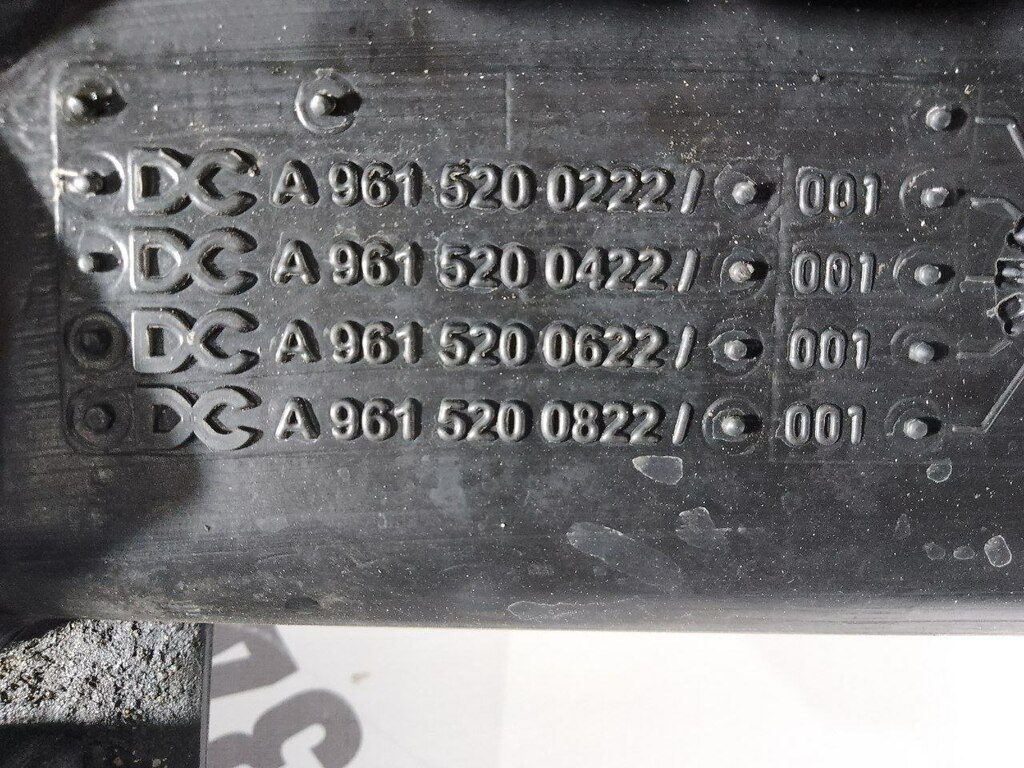 DC A 961 520 0222/ 001
DC A 961 520 0422/ 001
DC A 961 520 0622/ 001
DC A 961 520 0822/ 001